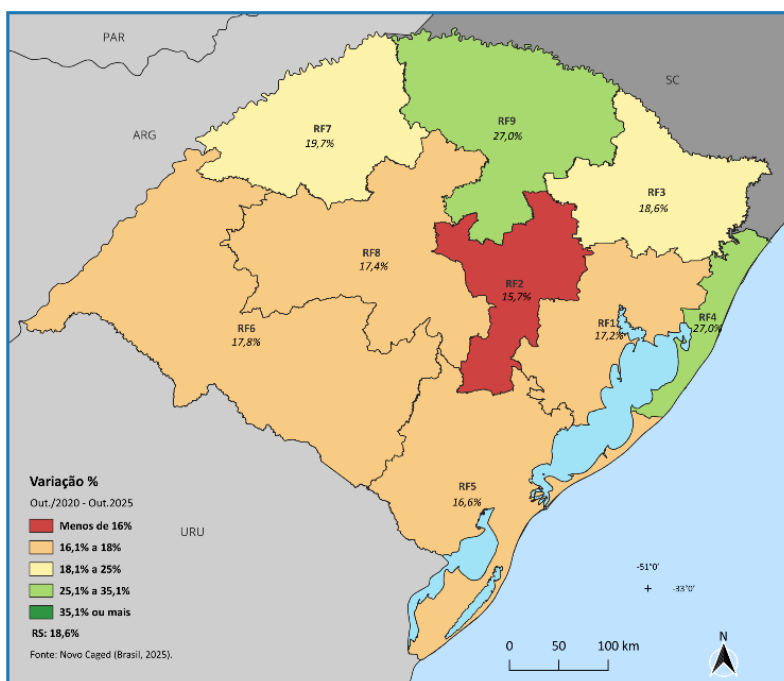 PAR
SC
ARG
RF7
19,7%
RF9
27,0%
RF3
18,6%
RF8
17,4%
RF2
15,7%
RF6
17,8%
RF1
17,2%
RF4
27,0%
RF5
16,6%
URU
Variação %
Out./2020 - Out.2025
Menos de 16%
16,1% a 18%
18,1% a 25%
25,1% a 35,1%
35,1% ou mais
RS: 18,6%
Fonte: Novo Caged (Brasil, 2025).
-51°0'
-33°0'
0 50 100 km
N